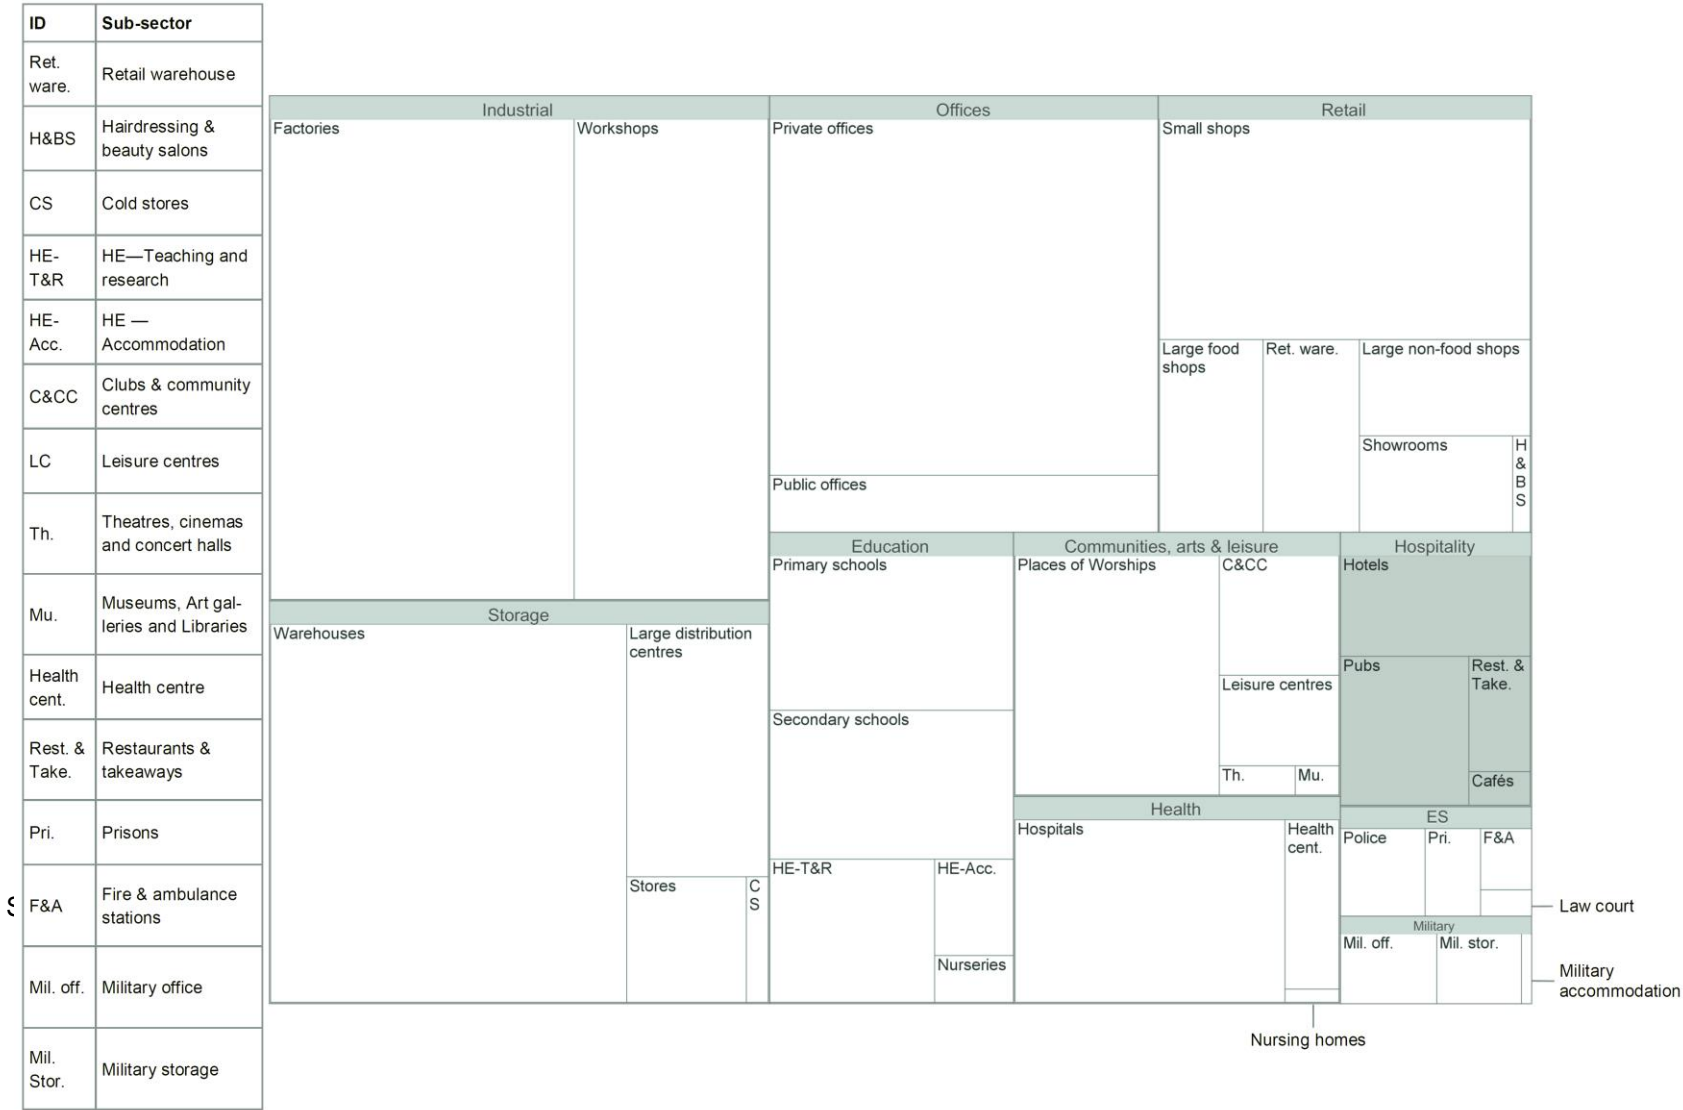 ID Sub-sector
Ret.
ware.
Retail warehouse
H&BS
Hairdressing &
beauty salons
CS
Cold stores
HE-
T&R
HE—Teaching and
research
HE-
Acc.
HE —
Accommodation
C&CC
Clubs & community
centres
LC
Leisure centres
Th.
Theatres, cinemas
and concert halls
Mu.
Museums, Art gal-
leries and Libraries
Health
cent.
Health centre
Rest. &
Take.
Restaurants &
takeaways
Pri.
Prisons
F&A
Fire & ambulance
stations
Mil. off.
Military office
Mil.
Stor.
Military storage
Industrial
Factories
Workshops
Offices
Private offices
Public offices
Retail
Small shops
Large food
shops
Ret. ware.
Large non-food shops
Showrooms
H
&
B
S
Storage
Warehouses
Large distribution
centres
Stores
C
S
Education
Primary schools
Secondary schools
HE-T&R
HE-Acc.
Nurseries
Communities, arts & leisure
Places of Worships
C&CC
Leisure centres
Th.
Mu.
Health
Hospitals
Health
cent.
Nursing homes
Hospitality
Hotels
Pubs
Rest. &
Take.
Cafés
ES
Police
Pri.
F&A
Law court
Military
Mil. off.
Mil. stor.
Military
accommodation